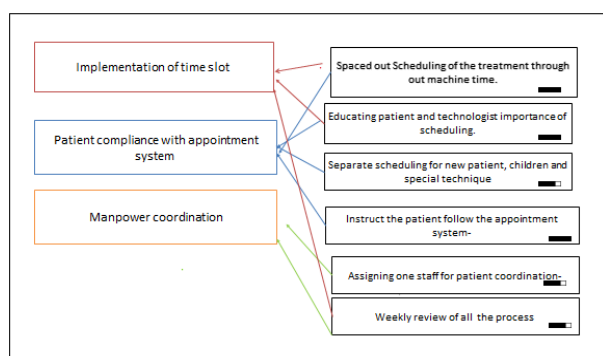 Implementation of time slot
Patient compliance with appointment
system
Manpower coordination
Spaced out Scheduling of the treatment through
out machine time.
Educating patient and technologist importance of
scheduling.
Separate scheduling for new patient, children and
special technique
Instruct the patient follow the appointment
system-
Assigning one staff for patient coordination-
Weekly review of all the process